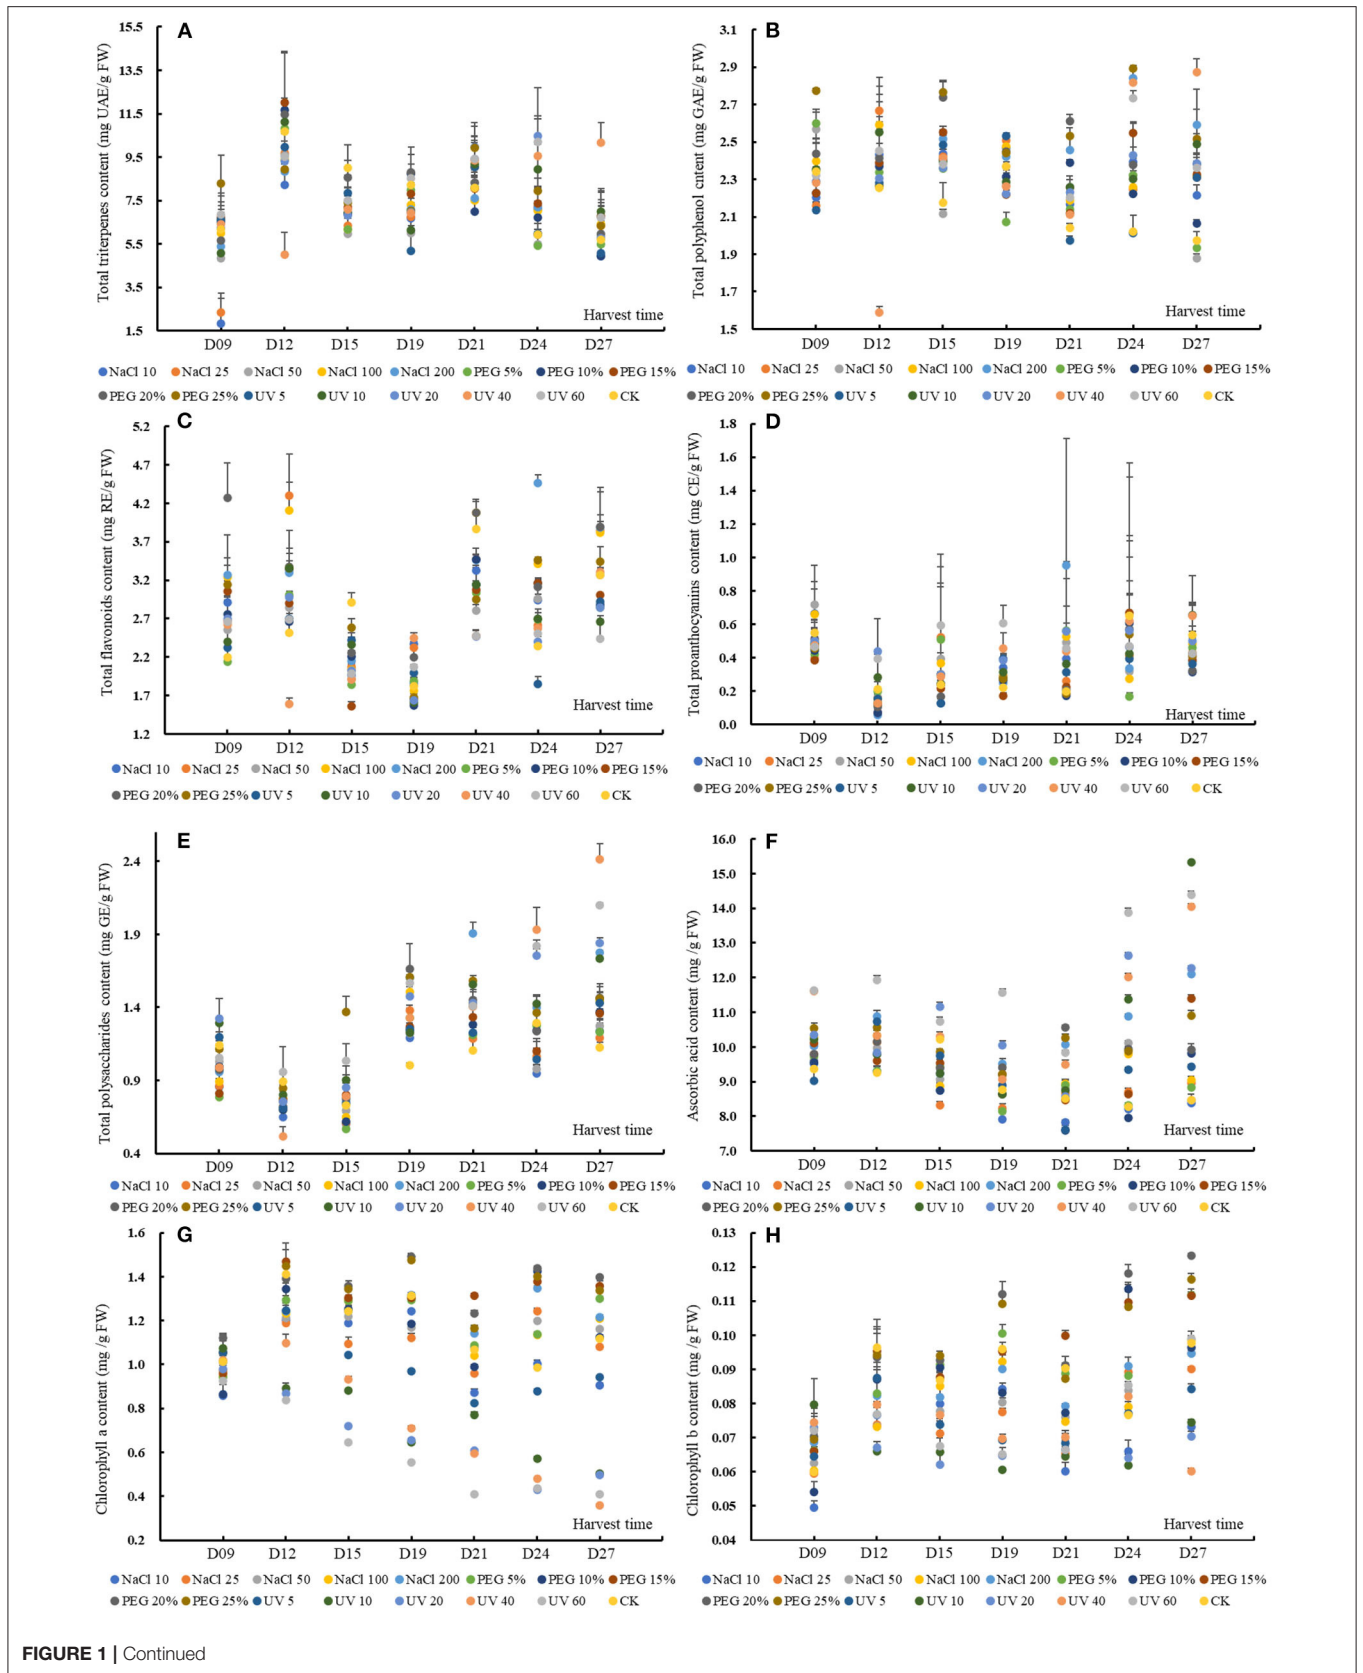 A
Total triterpenes content (mg UAE/g FW)
15.5
13.5
11.5
9.5
7.5
5.5
3.5
1.5
Harvest time
D09 D12 D15 D19 D21 D24 D27
NaCl 10 NaCl 25 NaCl 50 NaCl 100 NaCl 200 PEG 5% PEG 10% PEG 15%
PEG 20% PEG 25% UV 5 UV 10 UV 20 UV 40 UV 60 CK
B
Total polyphenol cutent (mg GAE/g FW)
3.1
2.9
2.7
2.5
2.3
2.1
1.9
1.7
1.5
Harvest time
D09 D12 D15 D19 D21 D24 D27
NaCl 10 NaCl 25 NaCl 50 NaCl 100 NaCl 200 PEG 5% PEG 10% PEG 15%
PEG 20% PEG 25% UV 5 UV 10 UV 20 UV 40 UV 60 CK
C
Total flavonoids content (mg RE/g FW)
5.2
4.7
4.2
3.7
3.2
2.7
2.2
1.7
1.2
Harvest time
D09 D12 D15 D19 D21 D24 D27
NaCl 10 NaCl 25 NaCl 50 NaCl 100 NaCl 200 PEG 5% PEG 10% PEG 15%
PEG 20% PEG 25% UV 5 UV 10 UV 20 UV 40 UV 60 CK
D
Total proanthocyanins content (mg CE/g FW)
1.8
1.6
1.4
1.2
1.0
0.8
0.6
0.4
0.2
0.0
Harvest time
D09 D12 D15 D19 D21 D24 D27
NaCl 10 NaCl 25 NaCl 50 NaCl 100 NaCl 200 PEG 5% PEG 10% PEG 15%
PEG 20% PEG 25% UV 5 UV 10 UV 20 UV 40 UV 60 CK
E
Total polysaccharides content (mg GE/g FW)
2.4
1.9
1.4
0.9
0.4
Harvest time
D09 D12 D15 D19 D21 D24 D27
NaCl 10 NaCl 25 NaCl 50 NaCl 100 NaCl 200 PEG 5% PEG 10% PEG 15%
PEG 20% PEG 25% UV 5 UV 10 UV 20 UV 40 UV 60 CK
F
Ascorbic acid content (mg /g FW)
16.0
15.0
14.0
13.0
12.0
11.0
10.0
9.0
8.0
7.0
Harvest time
D09 D12 D15 D19 D21 D24 D27
NaCl 10 NaCl 25 NaCl 50 NaCl 100 NaCl 200 PEG 5% PEG 10% PEG 15%
PEG 20% PEG 25% UV 5 UV 10 UV 20 UV 40 UV 60 CK
G
Chlorophyll a content (mg /g FW)
1.6
1.4
1.2
1.0
0.8
0.6
0.4
0.2
Harvest time
D09 D12 D15 D19 D21 D24 D27
NaCl 10 NaCl 25 NaCl 50 NaCl 100 NaCl 200 PEG 5% PEG 10% PEG 15%
PEG 20% PEG 25% UV 5 UV 10 UV 20 UV 40 UV 60 CK
H
Chlorophyll b content (mg /g FW)
0.13
0.12
0.11
0.10
0.09
0.08
0.07
0.06
0.05
0.04
Harvest time
D09 D12 D15 D19 D21 D24 D27
NaCl 10 NaCl 25 NaCl 50 NaCl 100 NaCl 200 PEG 5% PEG 10% PEG 15%
PEG 20% PEG 25% UV 5 UV 10 UV 20 UV 40 UV 60 CK
FIGURE 1 | Continued